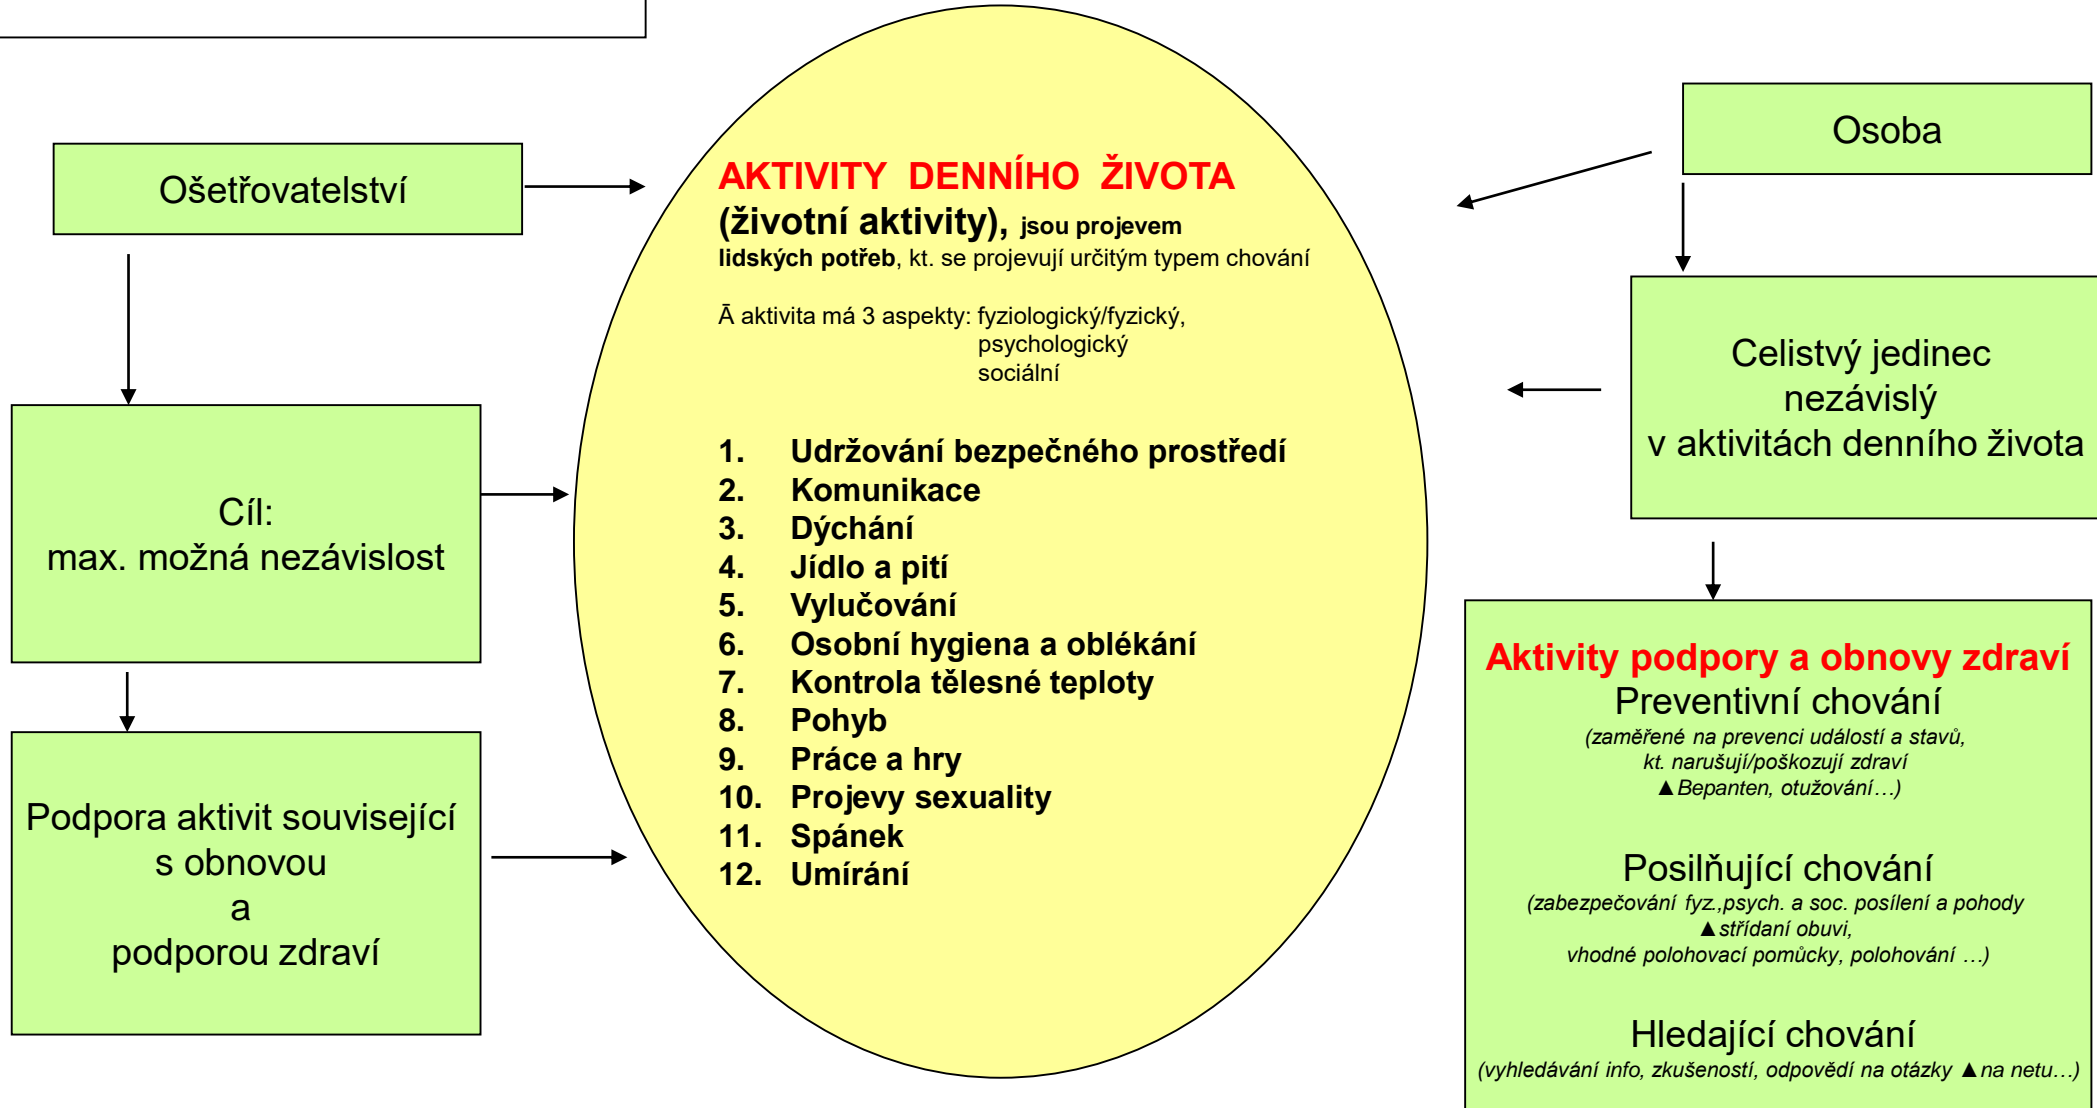 Ošetřovatelství
Cíl:
max. možná nezávislost
Podpora aktivit související
s obnovou
a
podporou zdraví
AKTIVITY DENNÍHO ŽIVOTA
(životní aktivity), jsou projevem
lidských potřeb, kt. se projevují určitým typem chování
Ā aktivita má 3 aspekty: fyziologický/fyzický,
psychologický
sociální
1. Udržování bezpečného prostředí
2. Komunikace
3. Dýchání
4. Jídlo a pití
5. Vylučování
6. Osobní hygiena a oblékání
7. Kontrola tělesné teploty
8. Pohyb
9. Práce a hry
10. Projevy sexuality
11. Spánek
12. Umírání
Osoba
Celistvý jedinec
nezávislý
v aktivitách denního života
Aktivity podpory a obnovy zdraví
Preventivní chování
(zaměřené na prevenci událostí a stavů,
kt. narušují/poškozují zdraví
▲Bepanten, otužování…)
Posilňující chování
(zabezpečování fyz.,psych. a soc. posílení a pohody
▲střídaní obuvi,
vhodné polohovací pomůcky, polohování …)
Hledající chování
(vyhledávání info, zkušeností, odpovědí na otázky ▲na netu…)